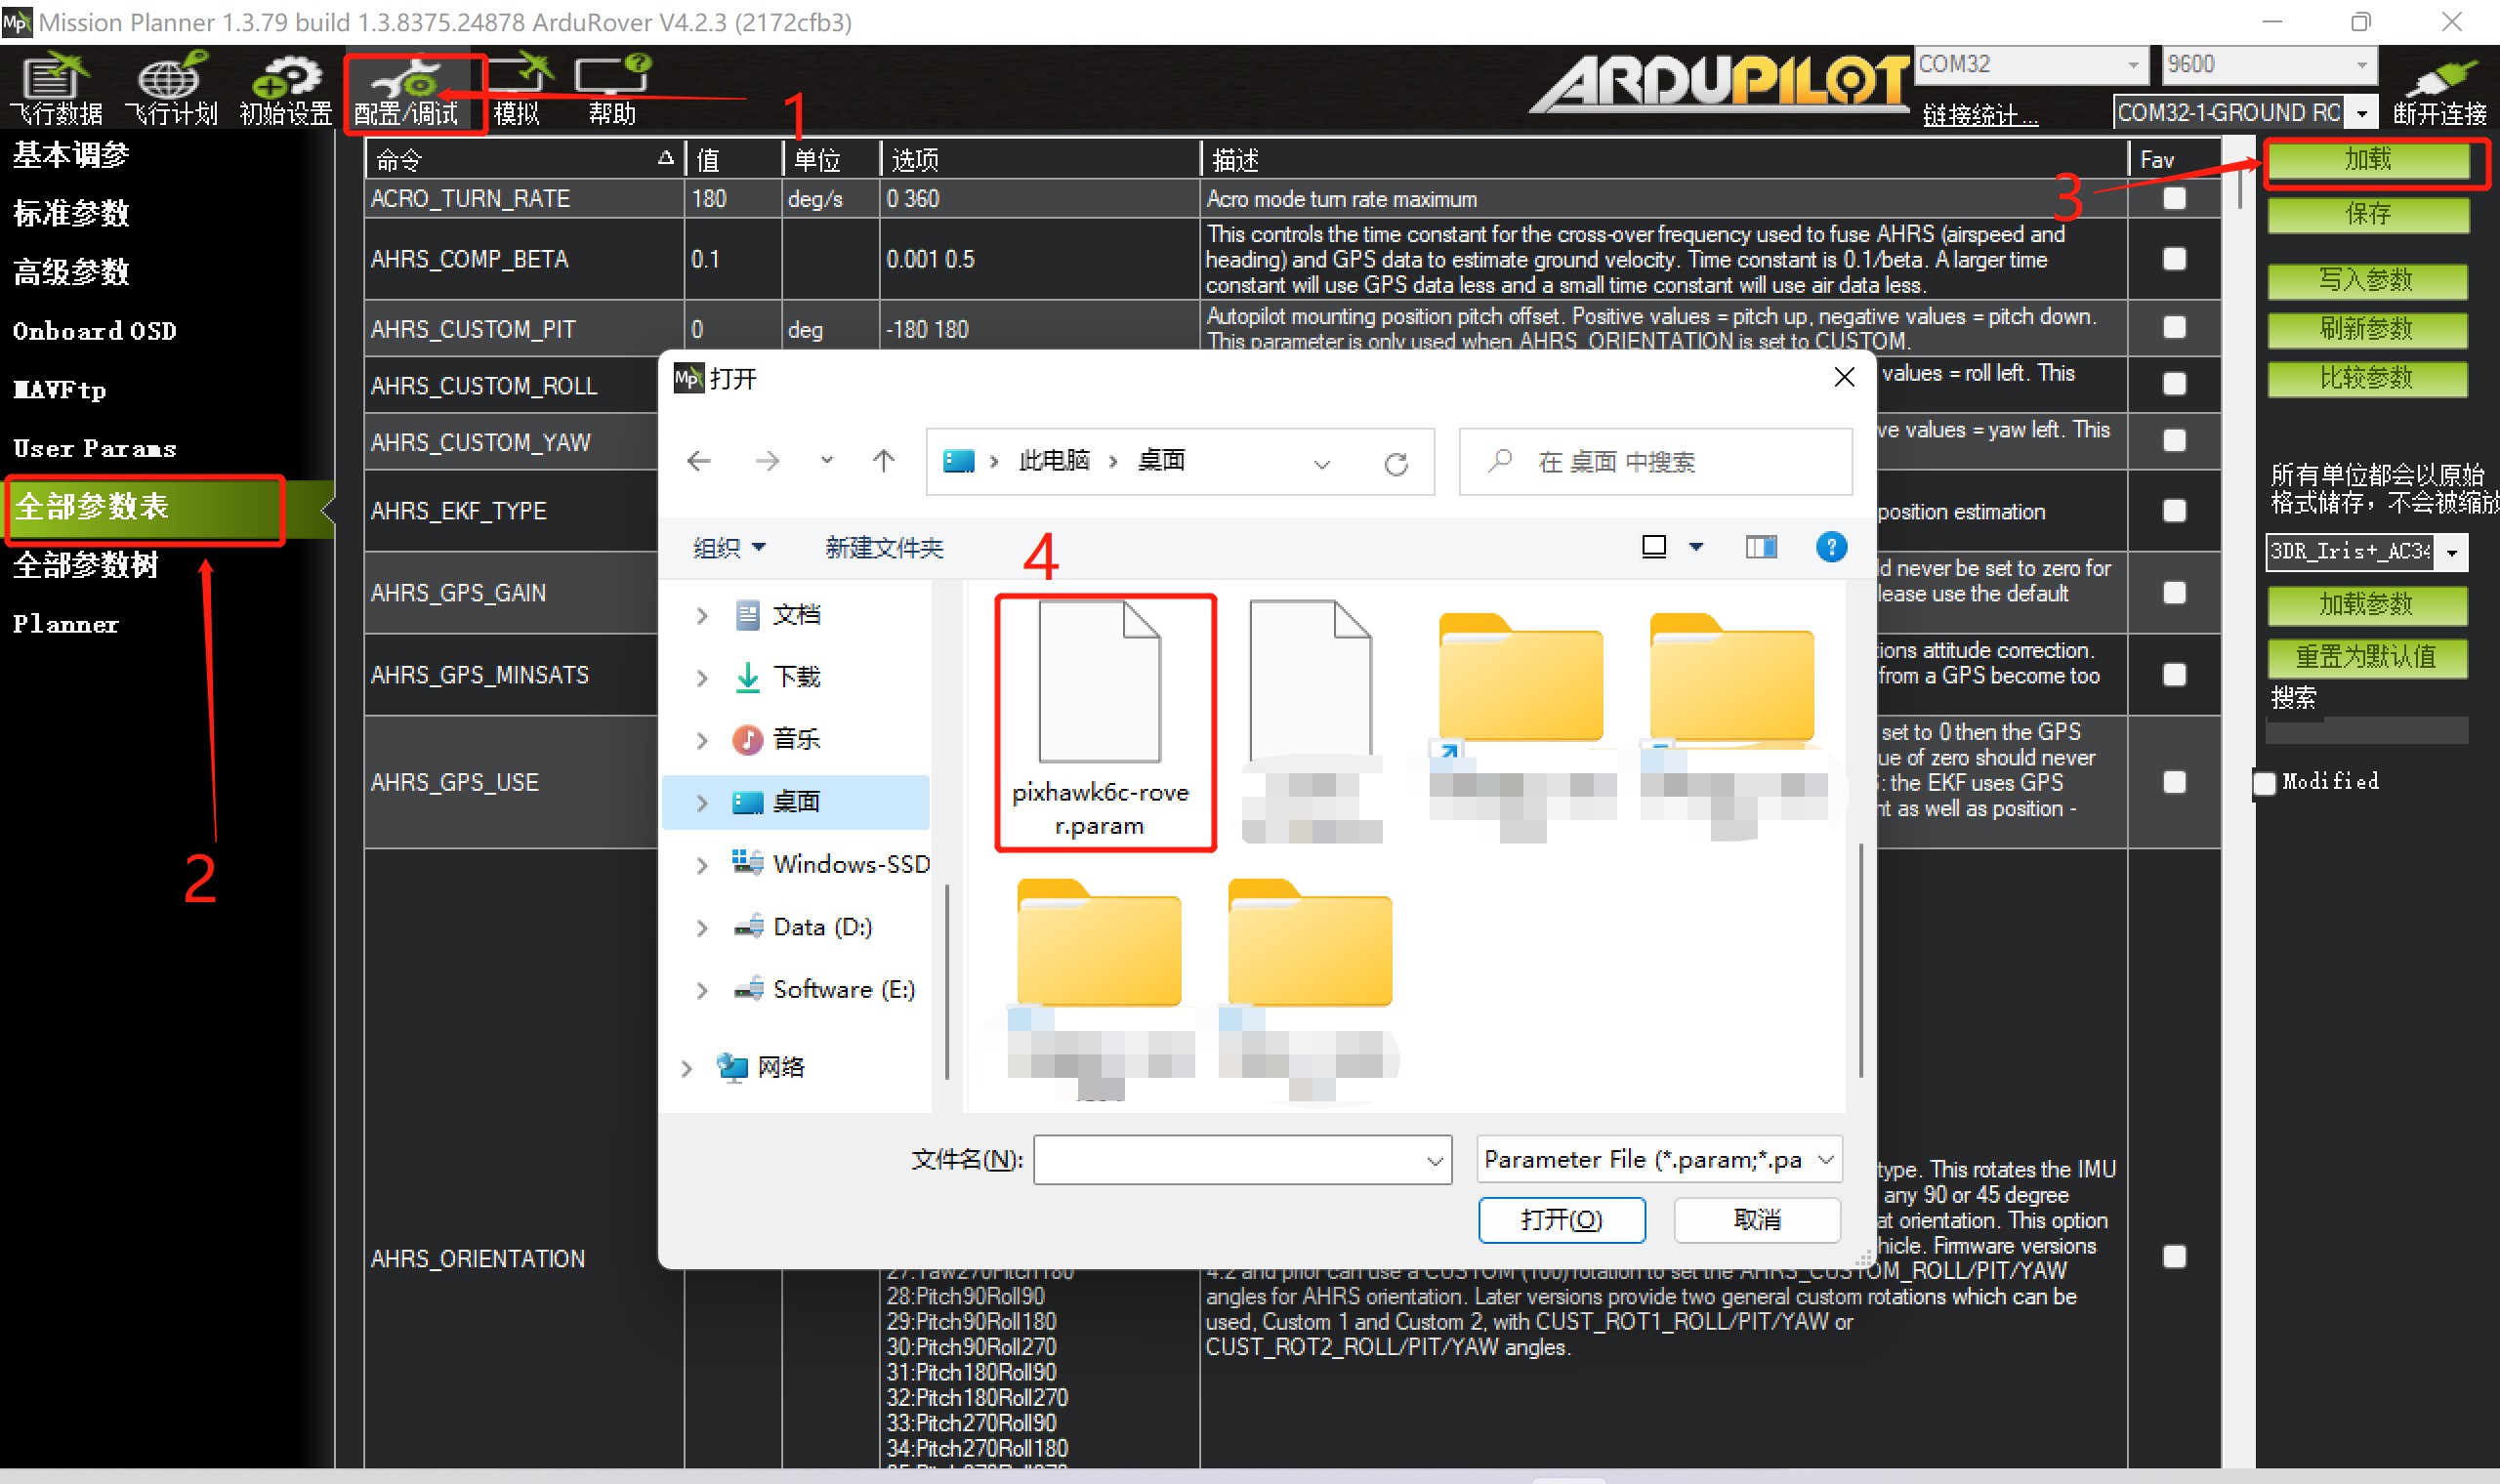 Mission Planner 1.3.79 build 1.3.8375.24878 ArduRover V4.2.3 (2172cfb3)
飞行数据
飞行计划
初始设置
配置/调试
模拟
帮助
1
ARDUPILOT
COM32
9600
链接统计...
COM32-1-GROUND RO
断开连接
基本调参
标准参数
高级参数
Onboard OSD
MAVFtp
User Params
全部参数表
全部参数树
Planner
2
命令 值 单位 选项 描述 Fav
ACRO_TURN_RATE 180 deg/s 0 360 Acro mode turn rate maximum
AHRS_COMP_BETA 0.1 0.001 0.5
This controls the time constant for the cross-over frequency used to fuse AHRS (airspeed and
heading) and GPS data to estimate ground velocity. Time constant is 0.1/beta. A larger time
constant will use GPS data less and a small time constant will use air data less.
AHRS_CUSTOM_PIT 0 deg -180 180
Autopilot mounting position pitch offset. Positive values = pitch up, negative values = pitch down.
This parameter is only used when AHRS_ORIENTATION is set to CUSTOM.
AHRS_CUSTOM_ROLL
values = roll left. This
AHRS_CUSTOM_YAW
ve values = yaw left. This
AHRS_EKF_TYPE
position estimation
AHRS_GPS_GAIN
ld never be set to zero for
lease use the default
AHRS_GPS_MINSATS
tions attitude correction.
from a GPS become too
AHRS_GPS_USE
set to 0 then the GPS
ue of zero should never
: the EKF uses GPS
nt as well as position -
AHRS_ORIENTATION
type. This rotates the IMU
any 90 or 45 degree
at orientation. This option
hicle. Firmware versions
27:Yaw270Pitch180
28:Pitch90Roll90
29:Pitch90Roll180
30:Pitch90Roll270
31:Pitch180Roll90
32:Pitch180Roll270
33:Pitch270Roll90
34:Pitch270Roll180
4.2 and prior can use a CUSTOM (100) rotation to set the AHRS_CUSTOM_ROLL/PIT/YAW
angles for AHRS orientation. Later versions provide two general custom rotations which can be
used, Custom 1 and Custom 2, with CUST_ROT1_ROLL/PIT/YAW or
CUST_ROT2_ROLL/PIT/YAW angles.
打开
此电脑 › 桌面
在 桌面 中搜索
组织
新建文件夹
4
文档
下载
音乐
桌面
Windows-SSD
Data (D:)
Software (E:)
网络
pixhawk6c-rove
r.param
文件名(N):
Parameter File (*.param;*.pa
打开(O)
取消
3
加载
保存
写入参数
刷新参数
比较参数
所有单位都会以原始
格式储存，不会被缩放
3DR_Iris+_AC34
加载参数
重置为默认值
搜索
Modified